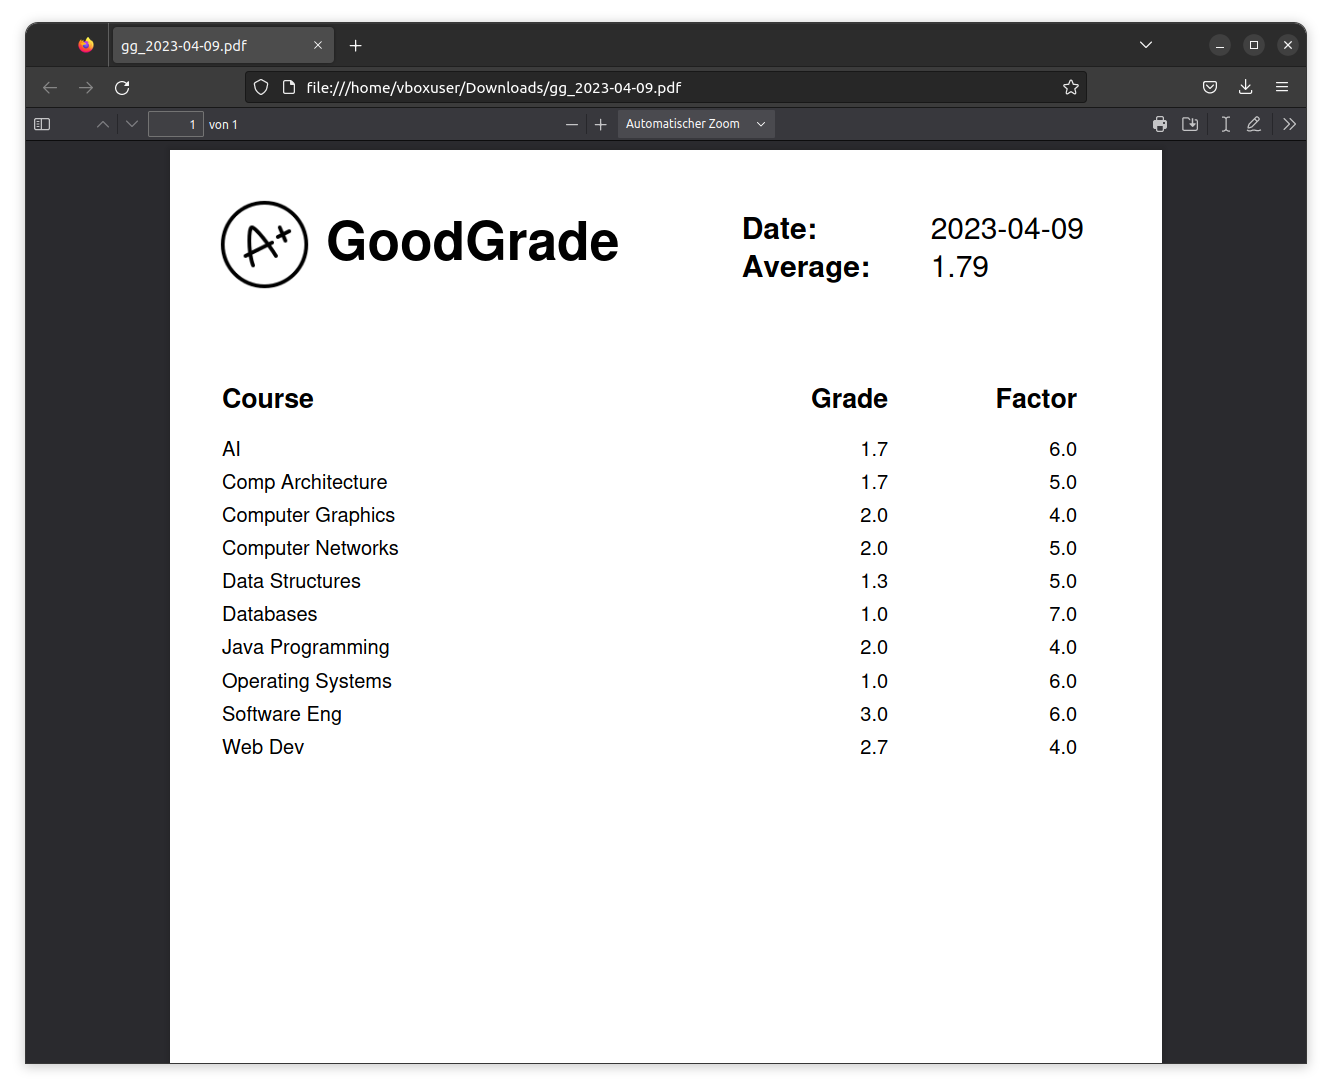 gg_2023-04-09.pdf
file:///home/vboxuser/Downloads/gg_2023-04-09.pdf
1 von 1 Automatischer Zoom
A+ GoodGrade
Date: 2023-04-09
Average: 1.79
Course Grade Factor
AI 1.7 6.0
Comp Architecture 1.7 5.0
Computer Graphics 2.0 4.0
Computer Networks 2.0 5.0
Data Structures 1.3 5.0
Databases 1.0 7.0
Java Programming 2.0 4.0
Operating Systems 1.0 6.0
Software Eng 3.0 6.0
Web Dev 2.7 4.0